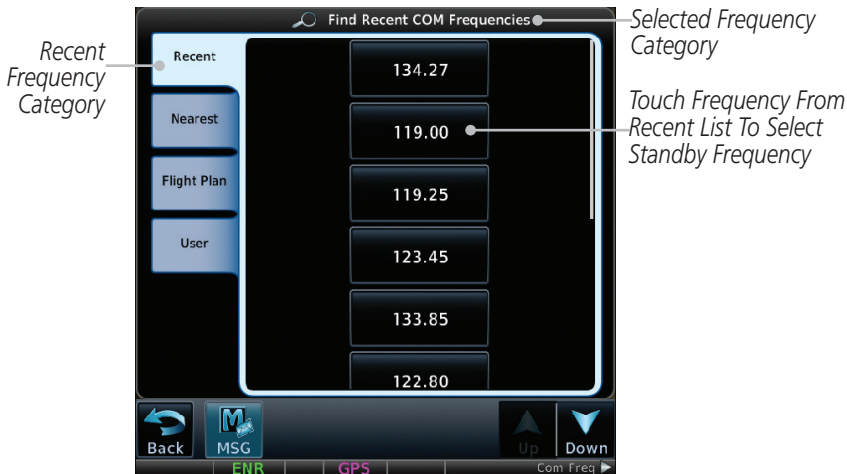 Find Recent COM Frequencies
Selected Frequency
Category
Recent
Frequency
Category
Recent
Nearest
Flight Plan
User
134.27
119.00
119.25
123.45
133.85
122.80
Touch Frequency From
Recent List To Select
Standby Frequency
Back
MSG
Up
Down
ENR
GPS
Com Freq